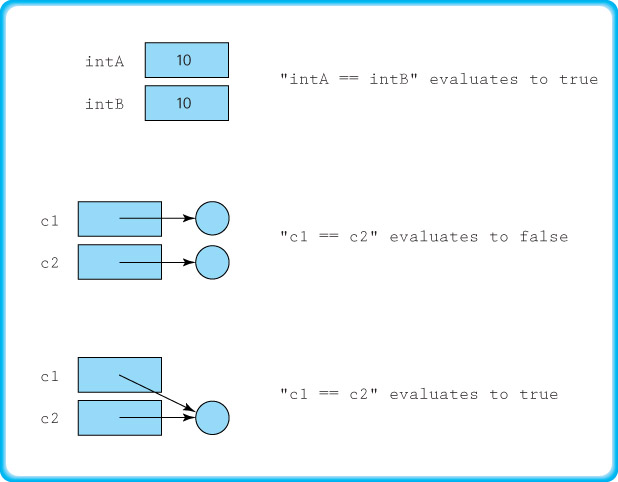 intA 10
"intA == intB" evaluates to true
intB 10
c1
"c1 == c2" evaluates to false
c2
c1
"c1 == c2" evaluates to true
c2